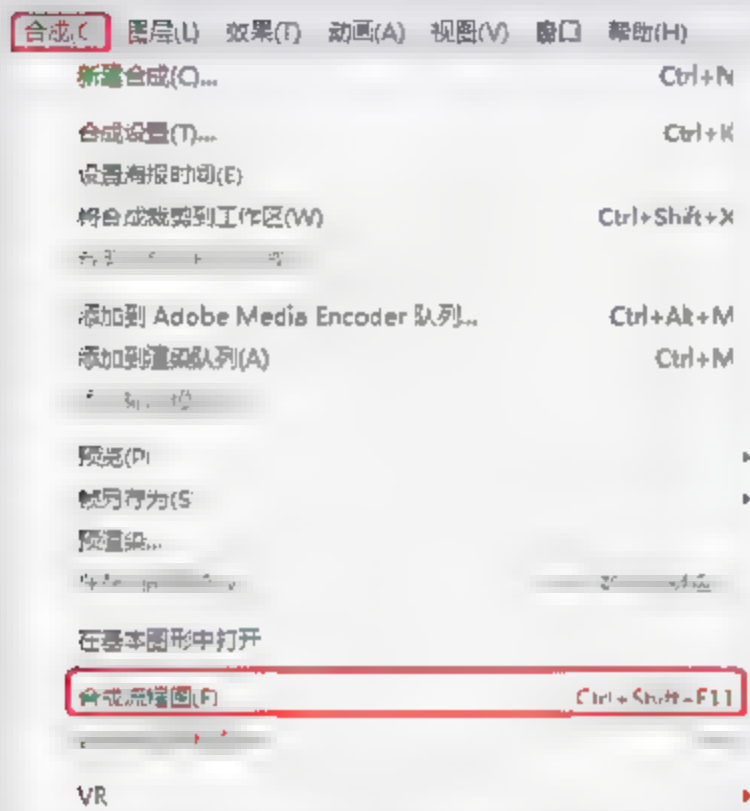 合成(C 图层(L) 效果(T) 动画(A) 视图(V) 窗口 帮助(H)
新建合成(C)... Ctrl+N
合成设置(T)... Ctrl+K
设置海报时间(E)
将合成裁剪到工作区(W) Ctrl+Shift+X
添加到 Adobe Media Encoder 队列... Ctrl+Alt+M
添加到渲染队列(A) Ctrl+M
预览(P)
帧另存为(S
预渲染...
在基本图形中打开
合成流程图(F) Ctrl+Shift+F11
VR